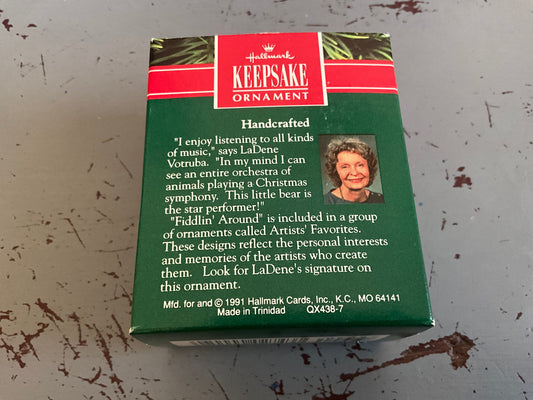 Hallmark
KEEPSAKE
ORNAMENT
Handcrafted
"I enjoy listening to all kinds
of music," says LaDene
Votruba. "In my mind I can
see an entire orchestra of
animals playing a Christmas
symphony. This little bear is
the star performer!"
"Fiddlin' Around" is included in a group
of ornaments called Artists' Favorites.
These designs reflect the personal interests
and memories of the artists who create
them. Look for LaDene's signature on
this ornament.
Mfd. for and © 1991 Hallmark Cards, Inc., K.C., MO 64141
Made in Trinidad QX438-7